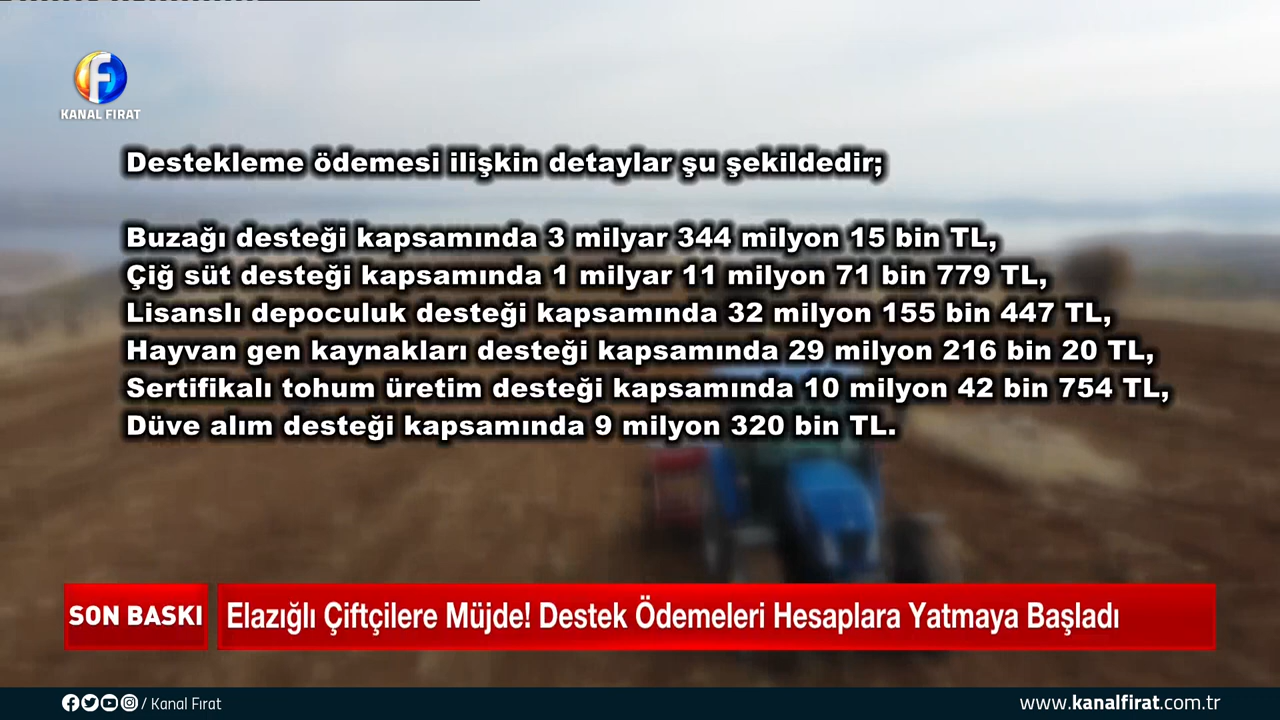 KANAL FIRAT
Destekleme ödemesi ilişkin detaylar şu şekildedir;
Buzağı desteği kapsamında 3 milyar 344 milyon 15 bin TL,
Çiğ süt desteği kapsamında 1 milyar 11 milyon 71 bin 779 TL,
Lisanslı depoculuk desteği kapsamında 32 milyon 155 bin 447 TL,
Hayvan gen kaynakları desteği kapsamında 29 milyon 216 bin 20 TL,
Sertifikalı tohum üretim desteği kapsamında 10 milyon 42 bin 754 TL,
Düve alım desteği kapsamında 9 milyon 320 bin TL.
SON BASKI Elazığlı Çiftçilere Müjde! Destek Ödemeleri Hesaplara Yatmaya Başladı
/ Kanal Fırat www.kanalfirat.com.tr